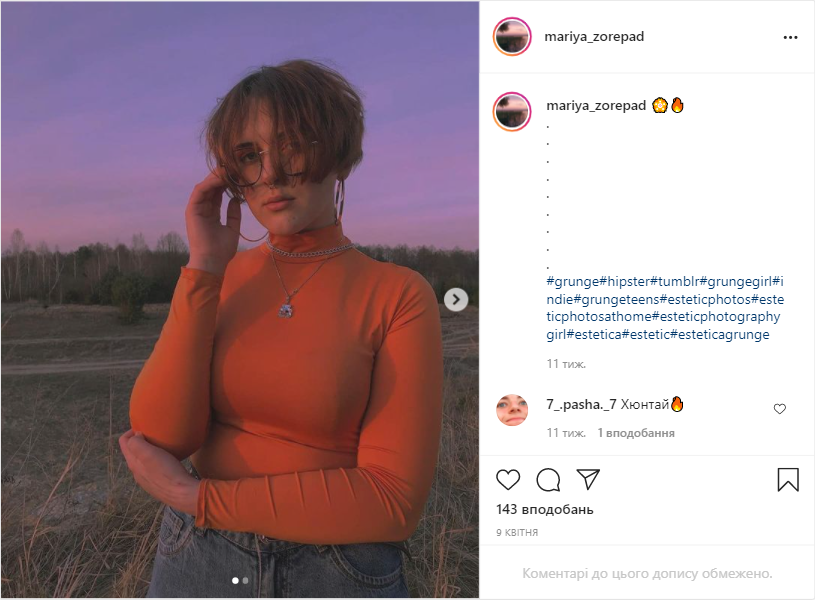 mariya_zorepad
mariya_zorepad 🏵️🔥
.
.
.
.
.
.
.
.
.
#grunge#hipster#tumblr#grungegirl#i
ndie#grungeteens#esteticphotos#este
ticphotosathome#esteticphotography
girl#estetica#estetic#esteticagrunge
11 тиж.
7_.pasha._7 Хюнтай🔥
11 тиж. 1 вподобання
143 вподобань
9 КВІТНЯ
Коментарі до цього допису обмежено.